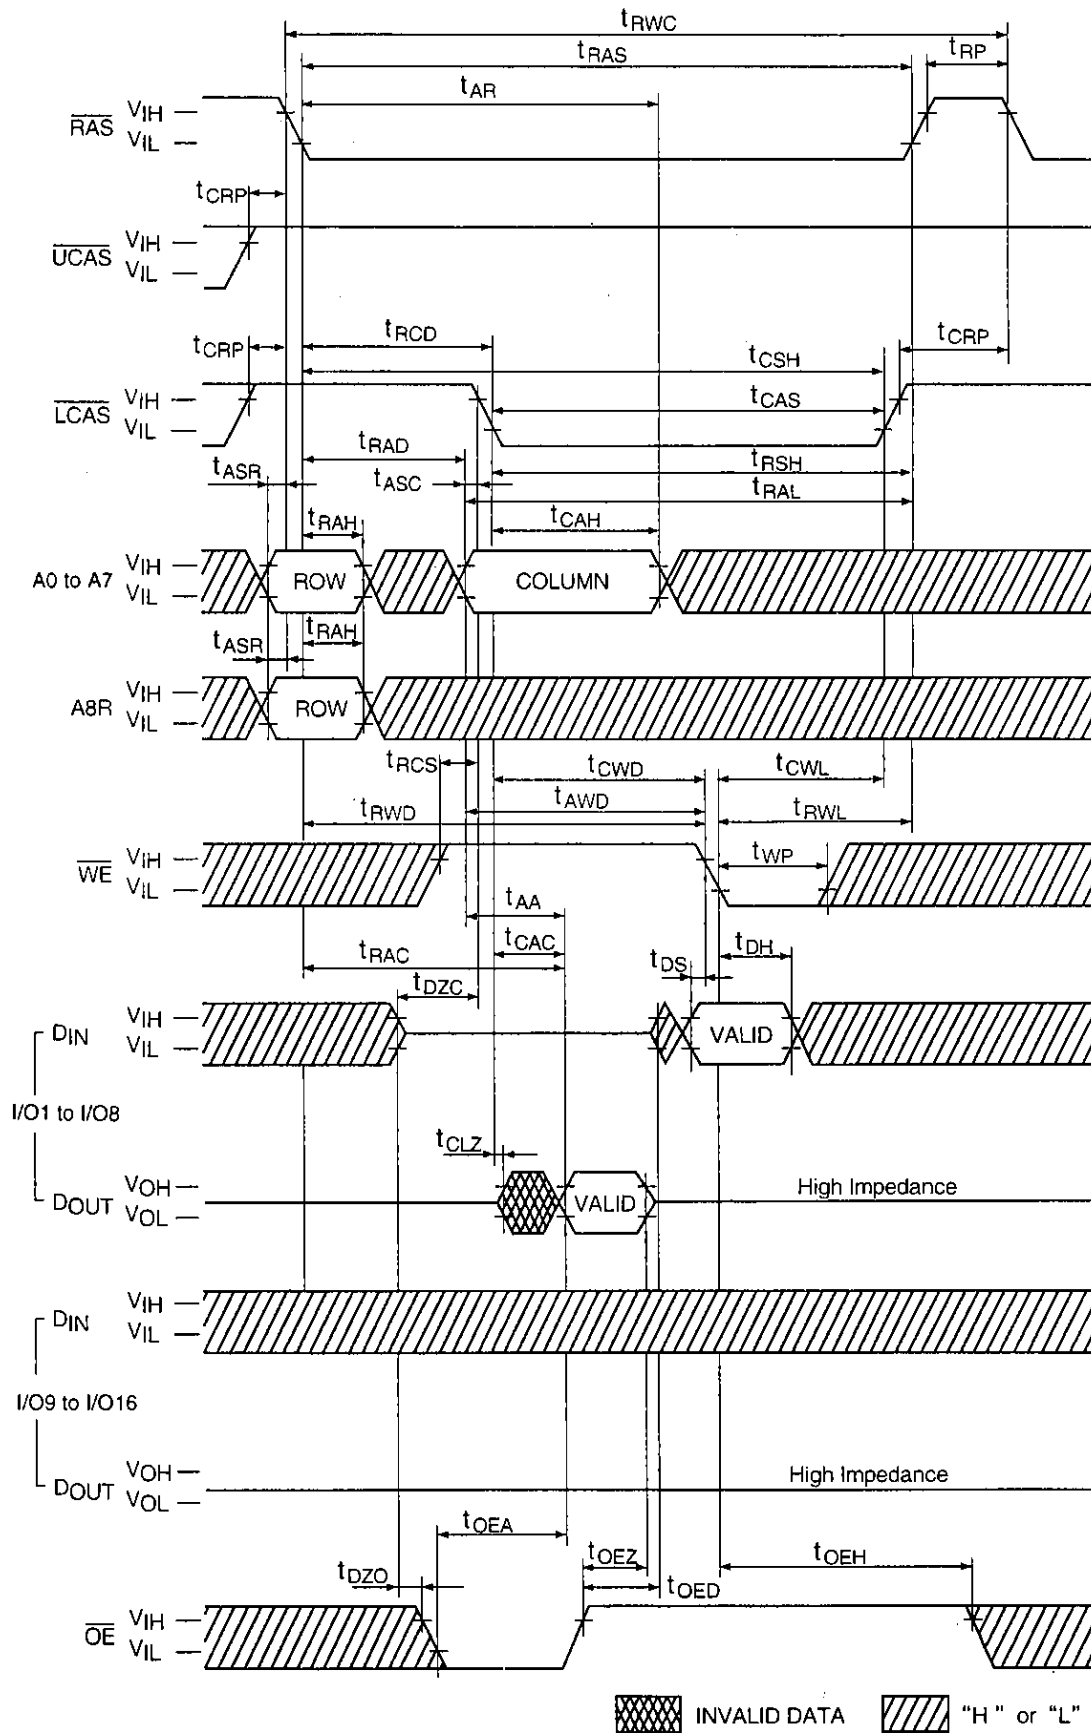 tRWC
tRAS
tRP
tAR
RAS VIH
VIL
tCRP
UCAS VIH
VIL
tCRP
tRCD
tCRP
tCSH
LCAS VIH
VIL
tCAS
tRAD
tRSH
tASR
tASC
tRAL
tRAH
tCAH
A0 to A7 VIH
VIL
ROW
COLUMN
tASR
tRAH
A8R VIH
VIL
ROW
tRCS
tCWD
tCWL
tAWD
tRWD
tRWL
WE VIH
VIL
tWP
tAA
tCAC
tRAC
tDH
tDS
tDZC
DIN VIH
VIL
VALID
I/O1 to I/O8
tCLZ
DOUT VOH
VOL
VALID
High Impedance
DIN VIH
VIL
I/O9 to I/O16
DOUT VOH
VOL
High Impedance
tOEA
tOEZ
tOEH
tDZO
tOED
OE VIH
VIL
INVALID DATA
"H" or "L"